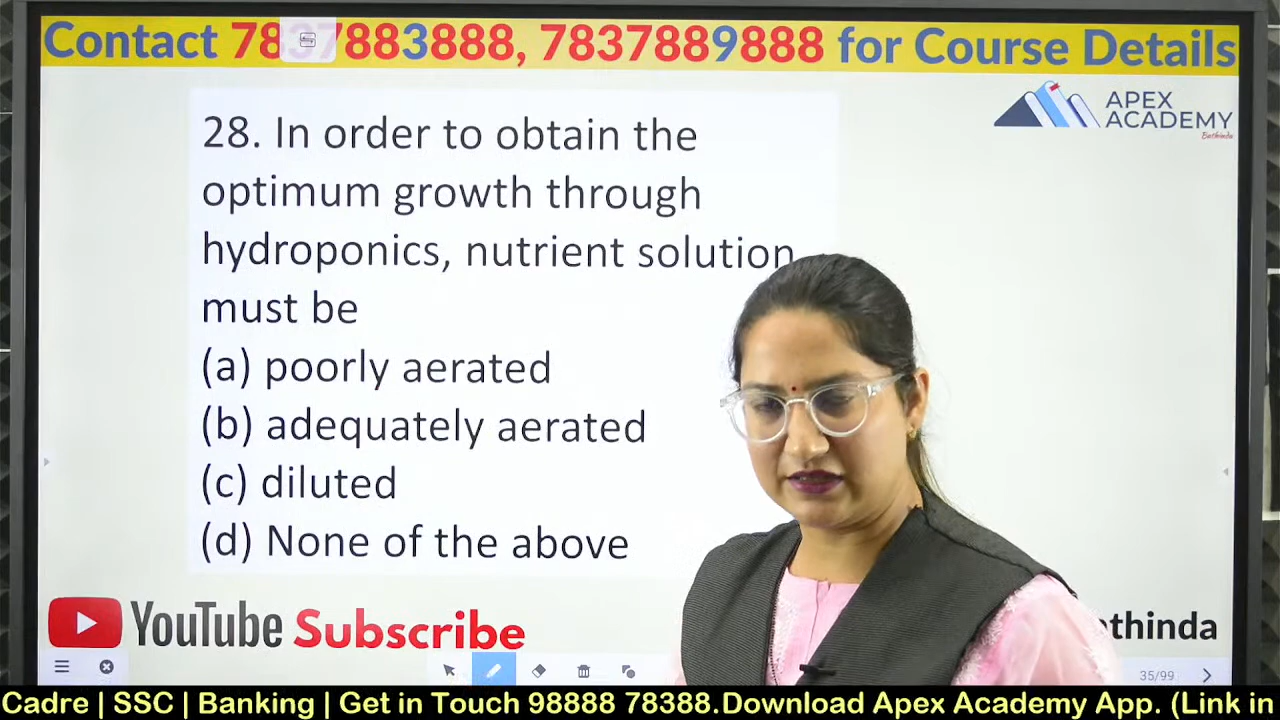 Contact 7837883888, 7837889888 for Course Details
APEX
ACADEMY
Bathinda
28. In order to obtain the
optimum growth through
hydroponics, nutrient solution
must be
(a) poorly aerated
(b) adequately aerated
(c) diluted
(d) None of the above
YouTube Subscribe
thinda
35/99
Cadre | SSC | Banking | Get in Touch 98888 78388.Download Apex Academy App. (Link in